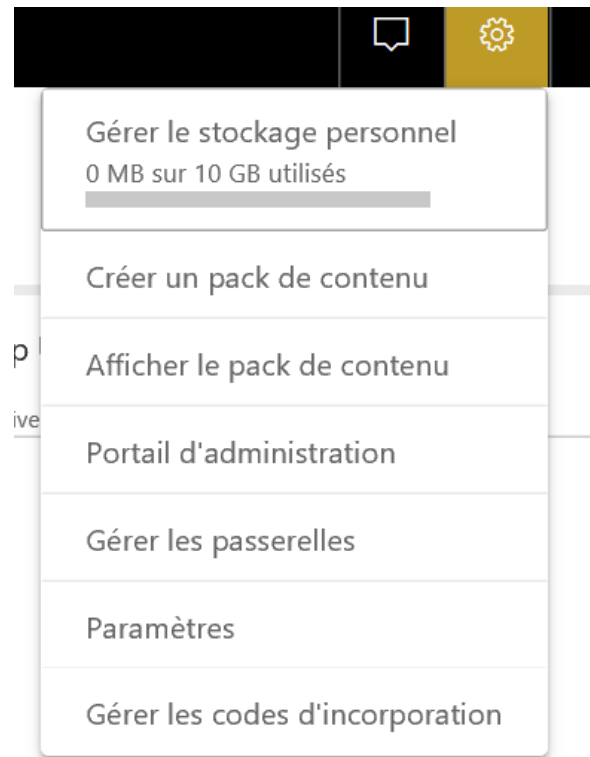 Gérer le stockage personnel
0 MB sur 10 GB utilisés
Créer un pack de contenu
p
Afficher le pack de contenu
ive
Portail d'administration
Gérer les passerelles
Paramètres
Gérer les codes d'incorporation